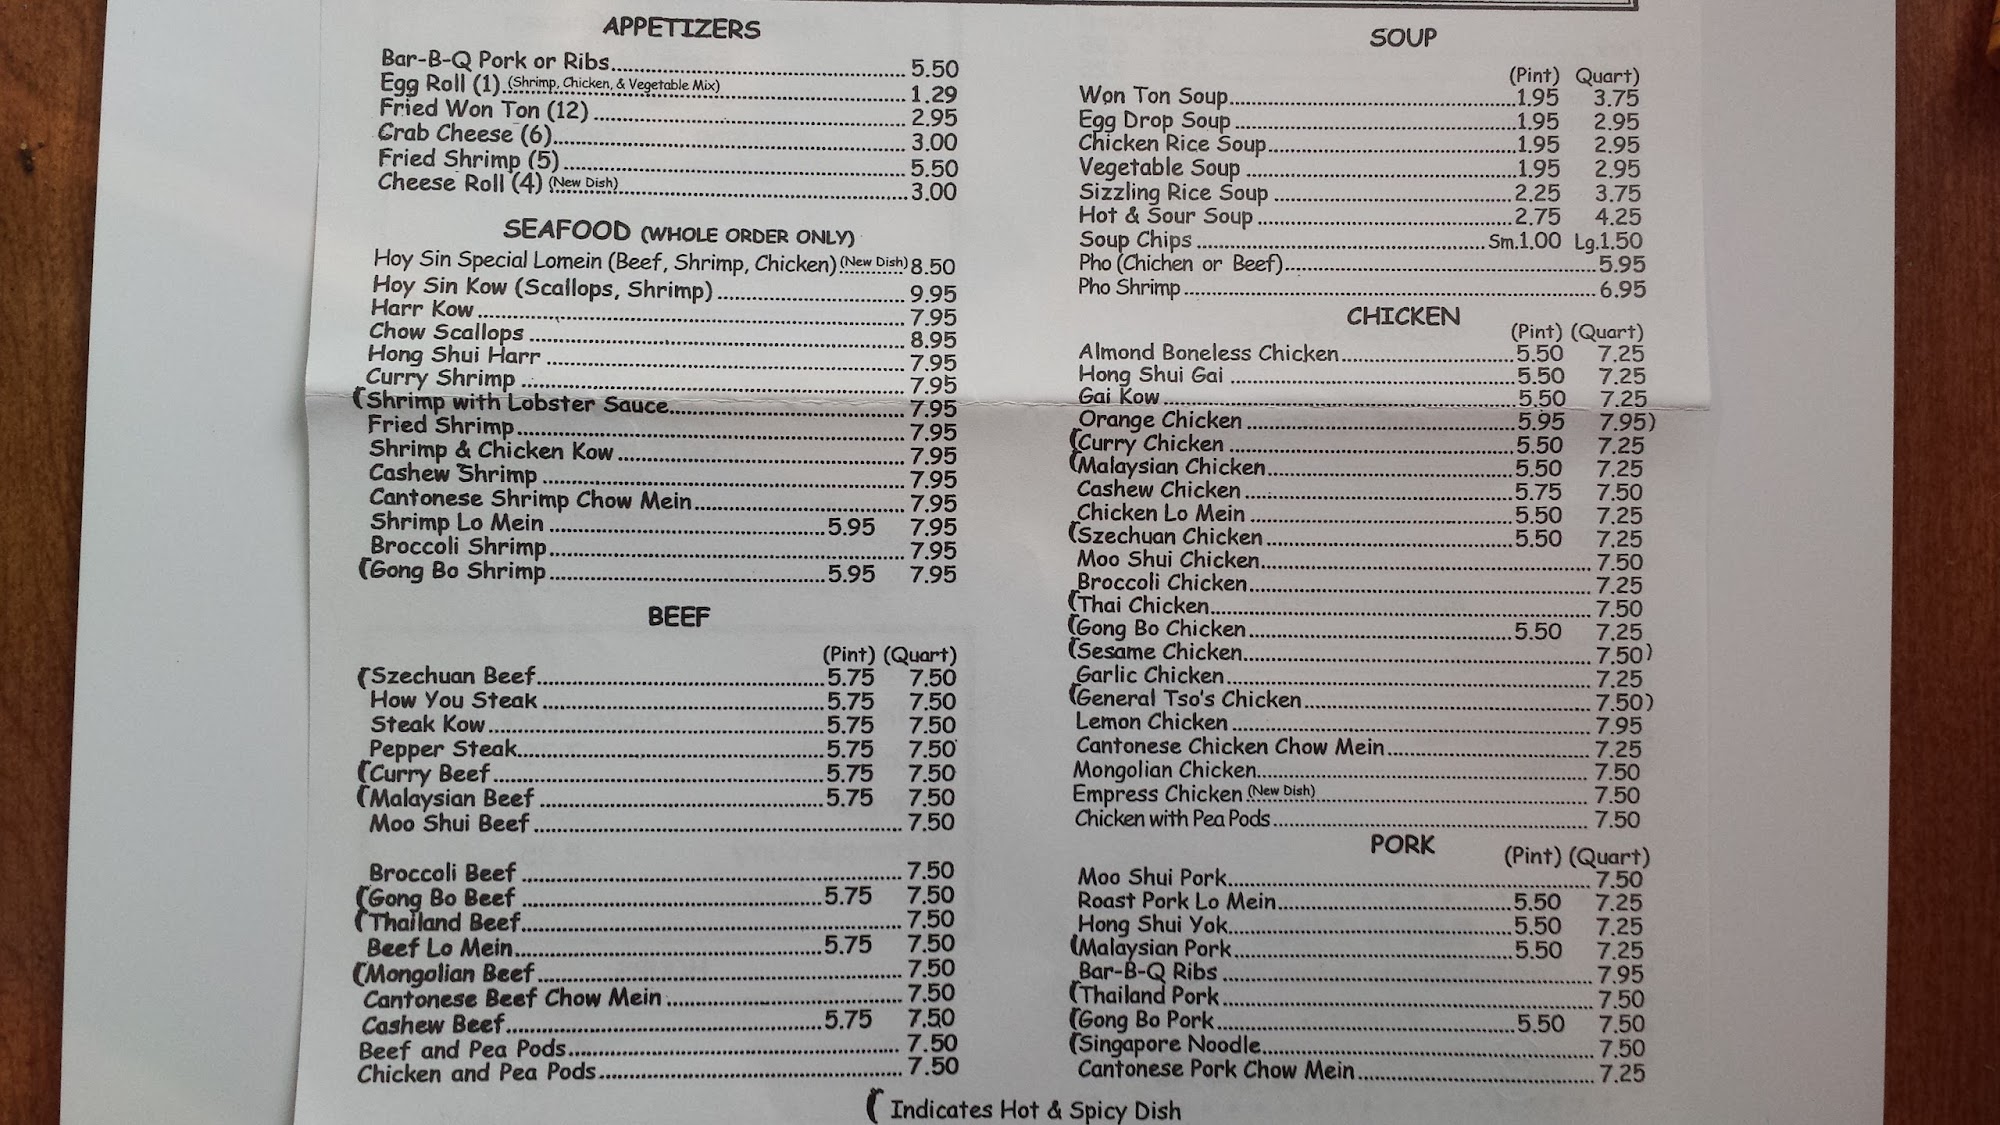 APPETIZERS
Bar-B-Q Pork or Ribs 5.50
Egg Roll (1) (Shrimp, Chicken, & Vegetable Mix) 1.29
Fried Won Ton (12) 2.95
Crab Cheese (6) 3.00
Fried Shrimp (5) 5.50
Cheese Roll (4) (New Dish) 3.00
SEAFOOD (WHOLE ORDER ONLY)
Hoy Sin Special Lomein (Beef, Shrimp, Chicken) (New Dish) 8.50
Hoy Sin Kow (Scallops, Shrimp) 9.95
Harr Kow 7.95
Chow Scallops 8.95
Hong Shui Harr 7.95
Curry Shrimp 7.95
Shrimp with Lobster Sauce 7.95
Fried Shrimp 7.95
Shrimp & Chicken Kow 7.95
Cashew Shrimp 7.95
Cantonese Shrimp Chow Mein 7.95
Shrimp Lo Mein 5.95 7.95
Broccoli Shrimp 7.95
Gong Bo Shrimp 5.95 7.95
BEEF
(Pint) (Quart)
Szechuan Beef 5.75 7.50
How You Steak 5.75 7.50
Steak Kow 5.75 7.50
Pepper Steak 5.75 7.50
Curry Beef 5.75 7.50
Malaysian Beef 5.75 7.50
Moo Shui Beef 7.50
Broccoli Beef 7.50
Gong Bo Beef 5.75 7.50
Thailand Beef 7.50
Beef Lo Mein 5.75 7.50
Mongolian Beef 7.50
Cantonese Beef Chow Mein 7.50
Cashew Beef 5.75 7.50
Beef and Pea Pods 7.50
Chicken and Pea Pods 7.50
SOUP
(Pint) Quart)
Won Ton Soup 1.95 3.75
Egg Drop Soup 1.95 2.95
Chicken Rice Soup 1.95 2.95
Vegetable Soup 1.95 2.95
Sizzling Rice Soup 2.25 3.75
Hot & Sour Soup 2.75 4.25
Soup Chips Sm.1.00 Lg.1.50
Pho (Chichen or Beef) 5.95
Pho Shrimp 6.95
CHICKEN
(Pint) (Quart)
Almond Boneless Chicken 5.50 7.25
Hong Shui Gai 5.50 7.25
Gai Kow 5.50 7.25
Orange Chicken 5.95 7.95)
Curry Chicken 5.50 7.25
Malaysian Chicken 5.50 7.25
Cashew Chicken 5.75 7.50
Chicken Lo Mein 5.50 7.25
Szechuan Chicken 5.50 7.25
Moo Shui Chicken 7.50
Broccoli Chicken 7.25
Thai Chicken 7.50
Gong Bo Chicken 5.50 7.25
Sesame Chicken 7.50)
Garlic Chicken 7.25
General Tso's Chicken 7.50)
Lemon Chicken 7.95
Cantonese Chicken Chow Mein 7.25
Mongolian Chicken 7.50
Empress Chicken (New Dish) 7.50
Chicken with Pea Pods 7.50
PORK
(Pint) (Quart)
Moo Shui Pork 7.50
Roast Pork Lo Mein 5.50 7.25
Hong Shui Yok 5.50 7.25
Malaysian Pork 5.50 7.25
Bar-B-Q Ribs 7.95
Thailand Pork 7.50
Gong Bo Pork 5.50 7.50
Singapore Noodle 7.50
Cantonese Pork Chow Mein 7.25
Indicates Hot & Spicy Dish